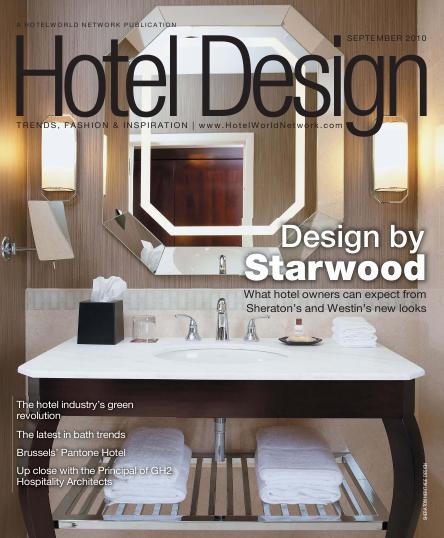 A HOTELWORLD NETWORK PUBLICATION
SEPTEMBER 2010
Hotel Design
TRENDS, FASHION & INSPIRATION | www.HotelWorldNetwork.com
Design by
Starwood
What hotel owners can expect from
Sheraton's and Westin's new looks
The hotel industry's green
revolution
The latest in bath trends
Brussels' Pantone Hotel
Up close with the Principal of GH2
Hospitality Architects